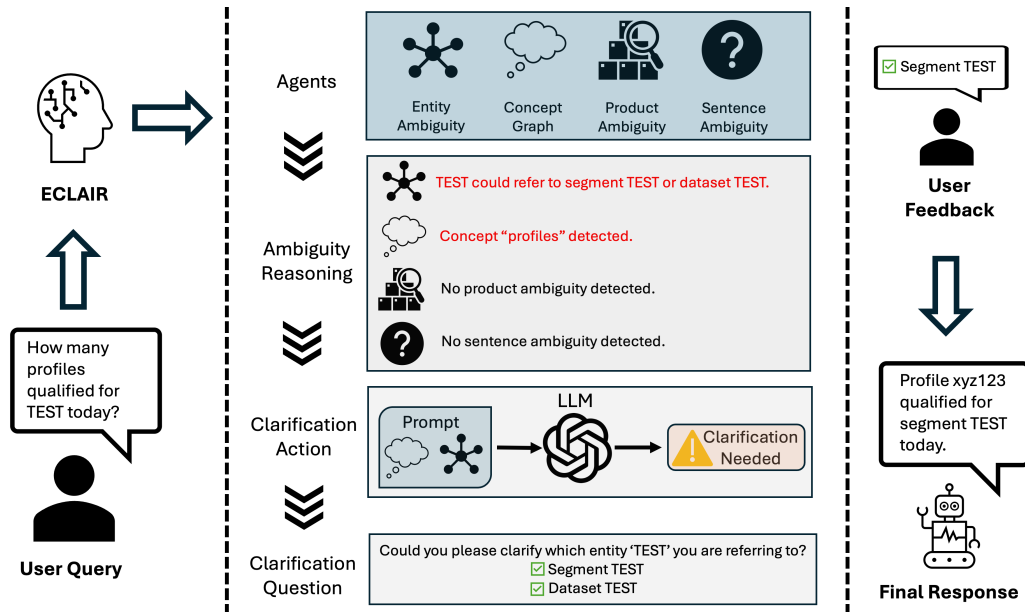 ECLAIR
How many
profiles
qualified for
TEST today?
User Query
Agents
Entity
Ambiguity
Concept
Graph
Product
Ambiguity
Sentence
Ambiguity
?
Ambiguity
Reasoning
TEST could refer to segment TEST or dataset TEST.
Concept “profiles” detected.
No product ambiguity detected.
?
No sentence ambiguity detected.
Clarification
Action
Prompt
LLM
Clarification
Needed
Clarification
Question
Could you please clarify which entity ‘TEST’ you are referring to?
Segment TEST
Dataset TEST
Segment TEST
User
Feedback
Profile xyz123
qualified for
segment TEST
today.
Final Response